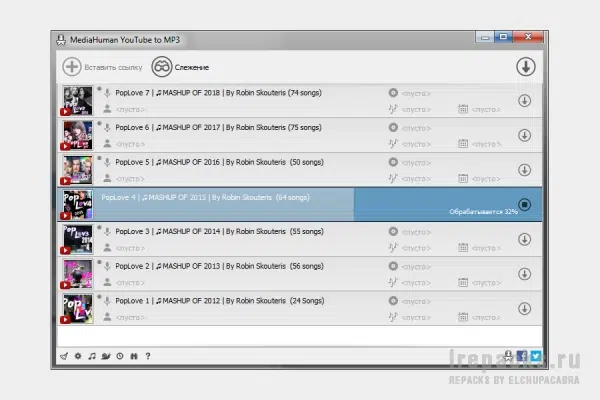 MediaHuman YouTube to MP3
Вставить ссылку Слежение
PopLove 7 | ♫MASHUP OF 2018 | By Robin Skouteris (74 songs) <пусто>
<пусто> <пусто> <пусто>
PopLove 6 | ♫MASHUP OF 2017 | By Robin Skouteris (75 songs) <пусто>
<пусто> <пусто> <пусто>
PopLove 5 | ♫MASHUP OF 2016 | By Robin Skouteris (50 songs) <пусто>
<пусто> <пусто> <пусто>
PopLove 4 | ♫MASHUP OF 2015 | By Robin Skouteris (64 songs)
Обрабатывается 32%
PopLove 3 | ♫MASHUP OF 2014 | By Robin Skouteris (55 songs) <пусто>
<пусто> <пусто> <пусто>
PopLove 2 | ♫MASHUP OF 2013 | By Robin Skouteris (56 songs) <пусто>
<пусто> <пусто> <пусто>
PopLove 1 | ♫MASHUP OF 2012 | By Robin Skouteris (24 Songs) <пусто>
<пусто> <пусто> <пусто>
lrepacks.ru
REPACKS BY ELCHUPACABRA